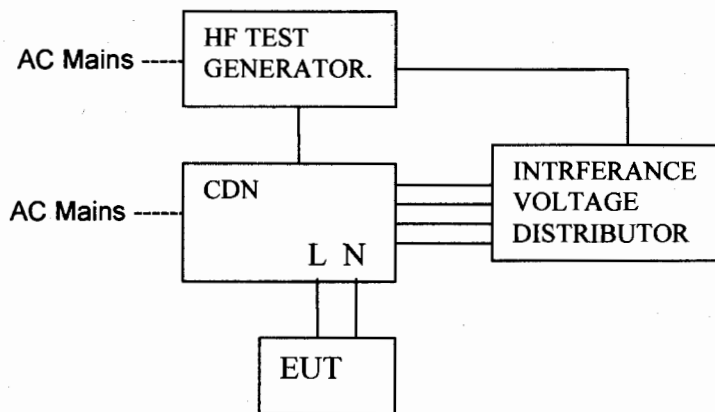 HF TEST
GENERATOR.
AC Mains
INTRFERANCE
VOLTAGE
DISTRIBUTOR
CDN
AC Mains
L N
EUT